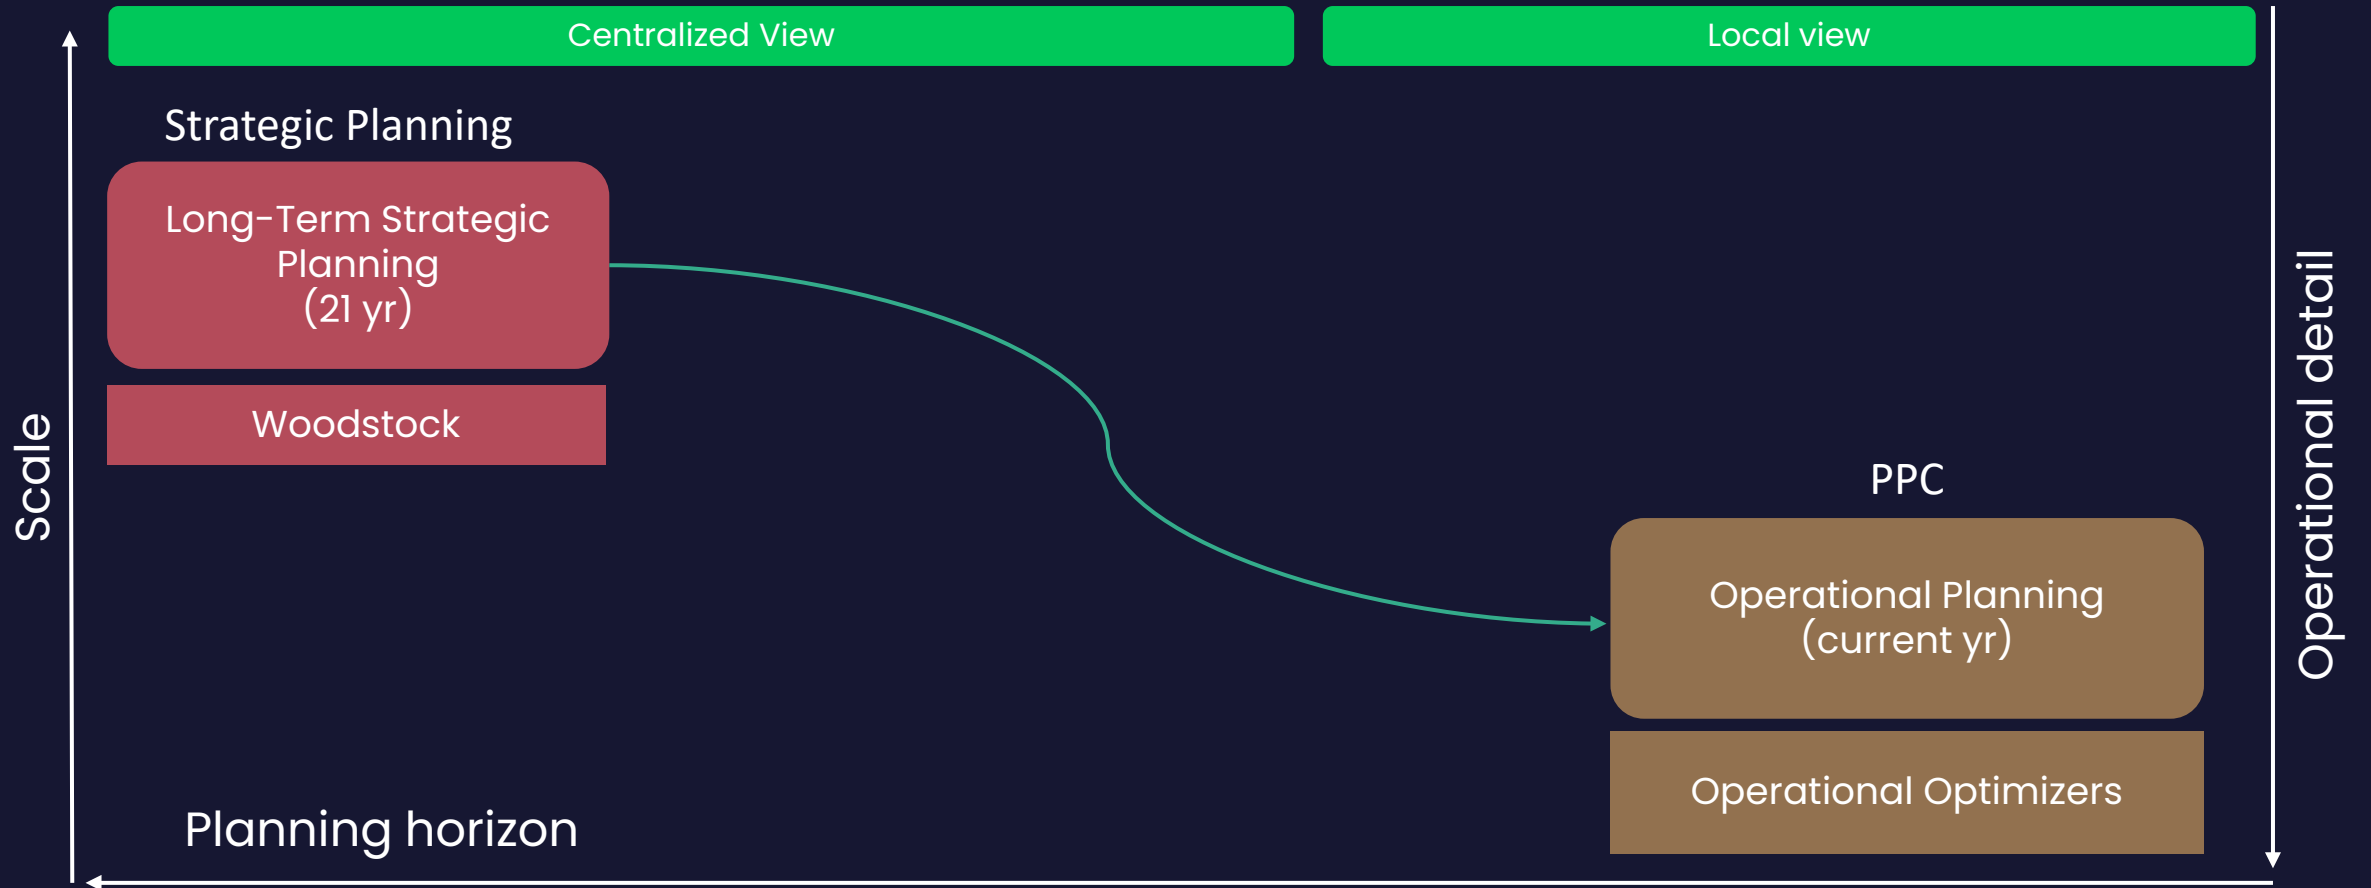 Centralized View
Local view
Strategic Planning
Long-Term Strategic
Planning
(21 yr)
Woodstock
Scale
Operational detail
PPC
Operational Planning
(current yr)
Operational Optimizers
Planning horizon